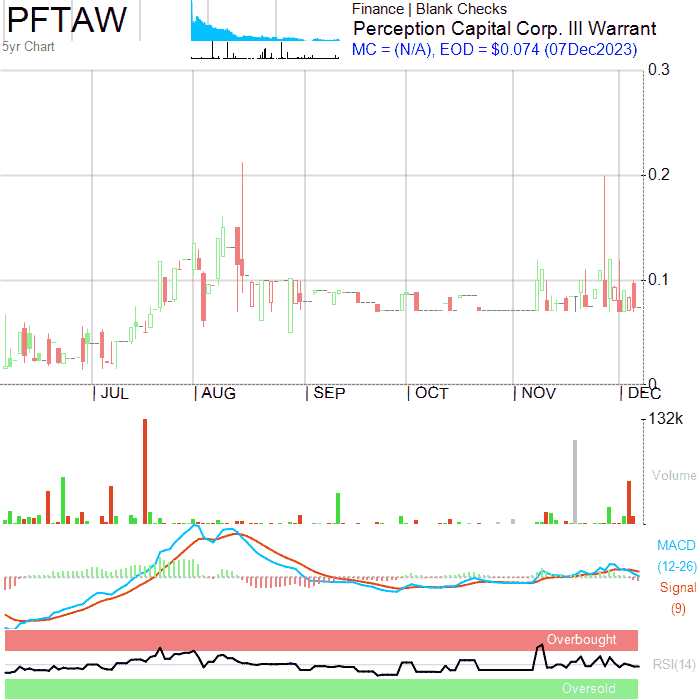 PFTAW
5yr Chart
Finance | Blank Checks
Perception Capital Corp. III Warrant
MC = (N/A), EOD = $0.074 (07Dec2023)
0.3
0.2
0.1
0
JUL
AUG
SEP
OCT
NOV
DEC
132k
Volume
MACD
(12-26)
Signal
(9)
Overbought
RSI(14)
Oversold